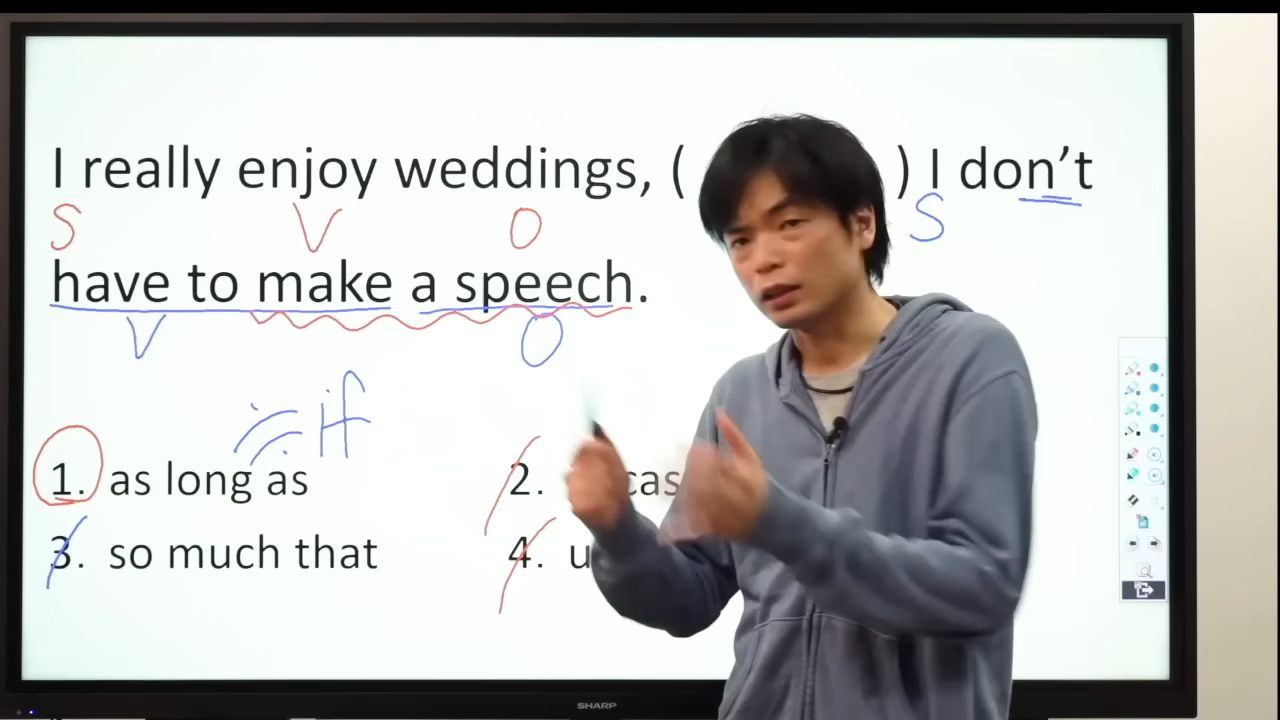 I really enjoy weddings, ( ) I don't
S V O S
have to make a speech.
V O
if
1. as long as 2. cas
3. so much that 4. u
SHARP